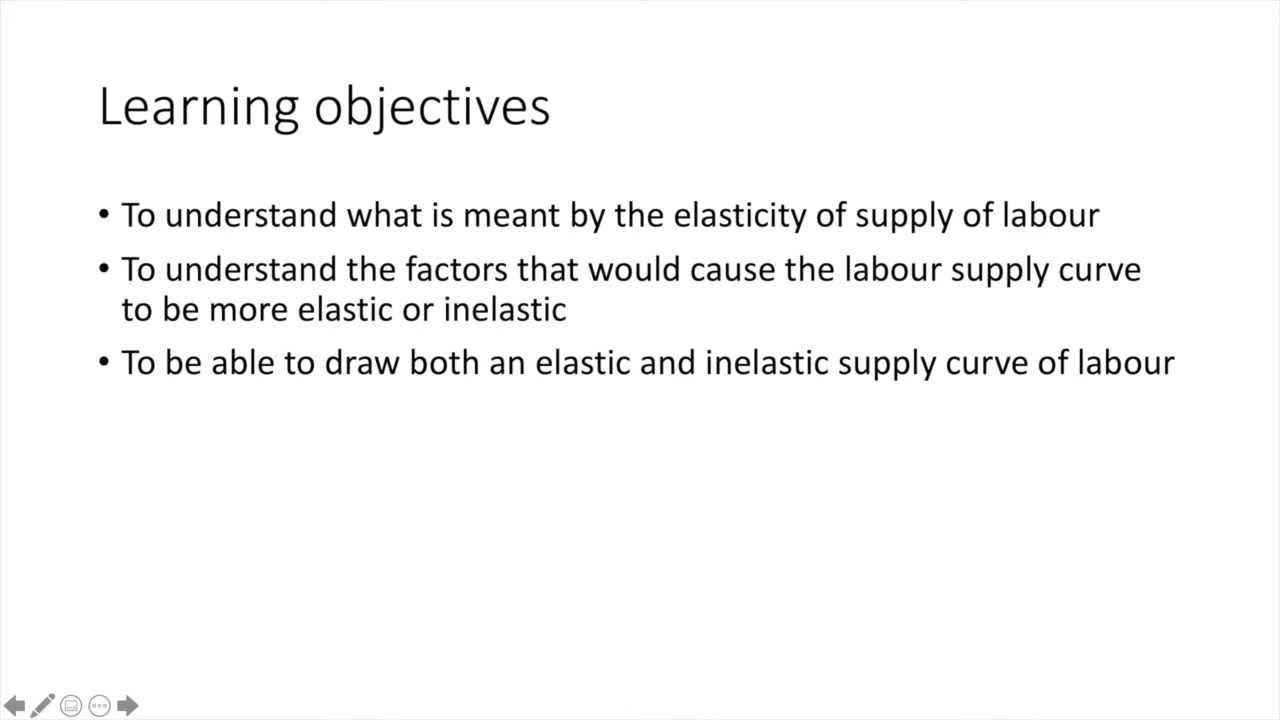 Learning objectives
• To understand what is meant by the elasticity of supply of labour
• To understand the factors that would cause the labour supply curve
to be more elastic or inelastic
• To be able to draw both an elastic and inelastic supply curve of labour